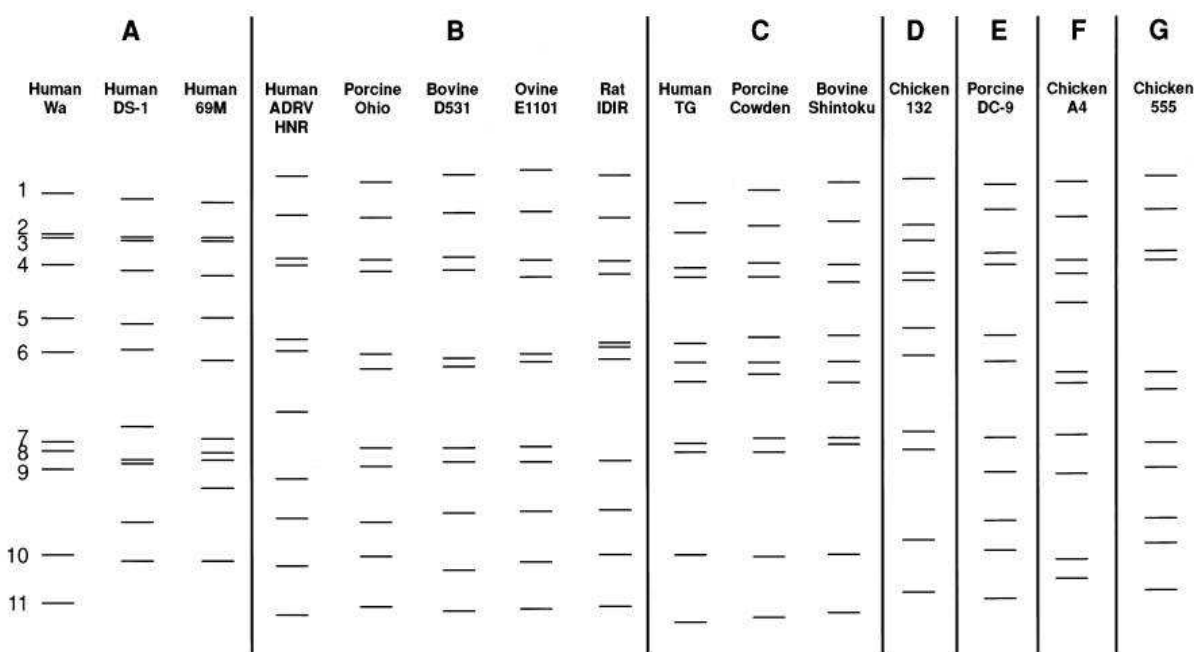 A B C D E F G
Human Human Human Human Porcine Bovine Ovine Rat Human Porcine Bovine Chicken Porcine Chicken Chicken
Wa DS-1 69M ADRV Ohio D531 E1101 IDIR TG Cowden Shintoku 132 DC-9 A4 555
HNR
1
2
3
4
5
6
7
8
9
10
11